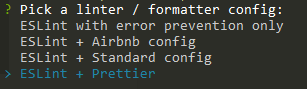 ? Pick a linter / formatter config:
ESLint with error prevention only
ESLint + Airbnb config
ESLint + Standard config
> ESLint + Prettier